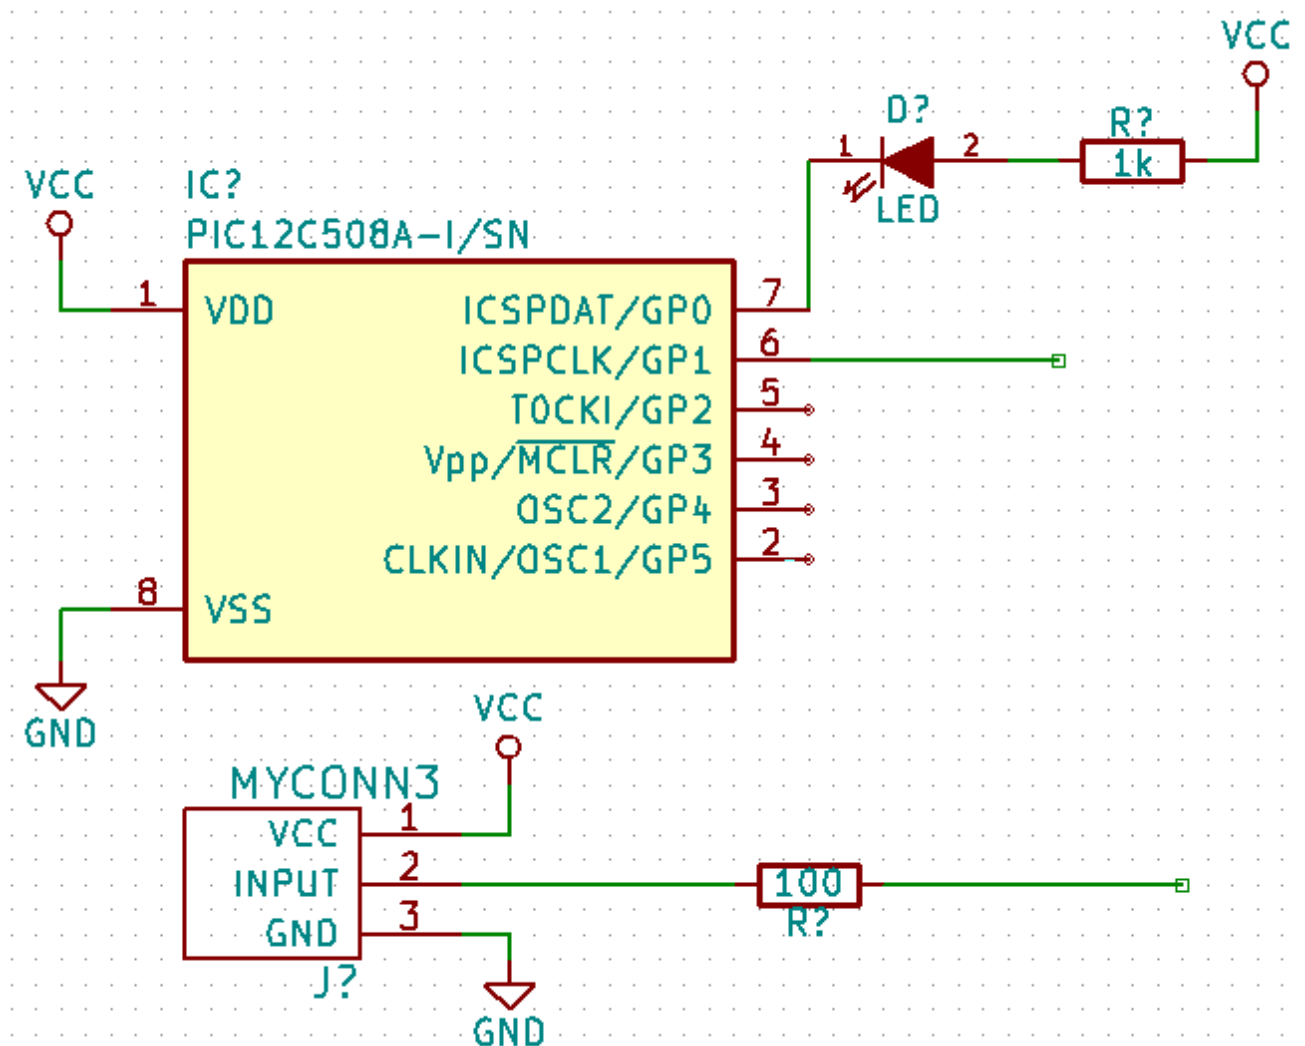 VCC
D?
R?
1
2
1k
LED
VCC
IC?
PIC12C508A-I/SN
1
VDD
ICSPDAT/GP0
7
ICSPCLK/GP1
6
T0CKI/GP2
5
Vpp/MCLR/GP3
4
OSC2/GP4
3
CLKIN/OSC1/GP5
2
8
VSS
GND
VCC
MYCONN3
VCC
1
INPUT
2
100
R?
GND
3
J?
GND